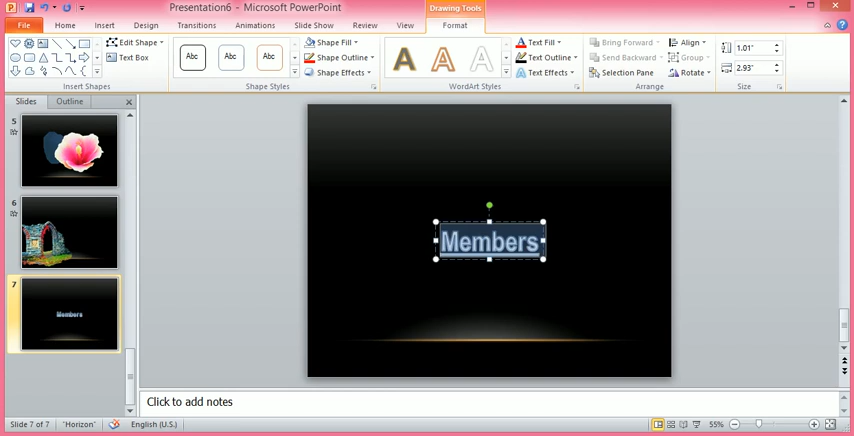 Presentation6 - Microsoft PowerPoint
Drawing Tools
File Home Insert Design Transitions Animations Slide Show Review View Format
Edit Shape
Text Box
Insert Shapes
Abc Abc Abc
Shape Fill
Shape Outline
Shape Effects
Shape Styles
A A A
Text Fill
Text Outline
Text Effects
WordArt Styles
Bring Forward
Send Backward
Selection Pane
Align
Group
Rotate
Arrange
1.01"
2.93"
Size
Slides Outline
5
6
7
Members
Members
Click to add notes
Slide 7 of 7 "Horizon" English (U.S.) 55%